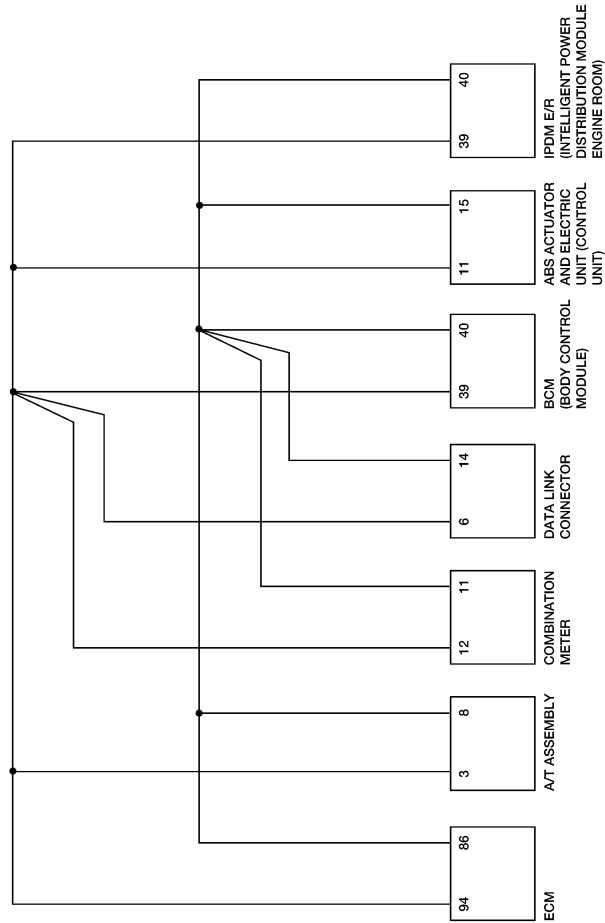 94
86
ECM
3
8
A/T ASSEMBLY
12
11
COMBINATION
METER
6
14
DATA LINK
CONNECTOR
39
40
BCM
(BODY CONTROL
MODULE)
11
15
ABS ACTUATOR
AND ELECTRIC
UNIT (CONTROL
UNIT)
39
40
IPDM E/R
(INTELLIGENT POWER
DISTRIBUTION MODULE
ENGINE ROOM)